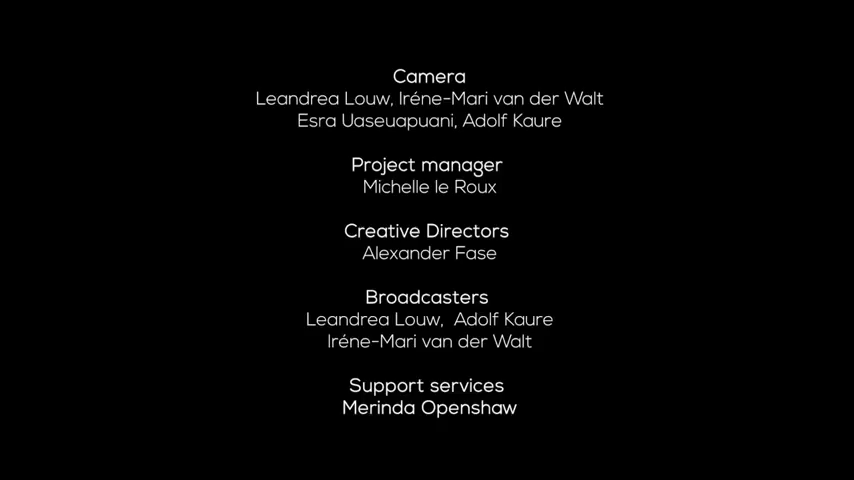 Camera
Leandrea Louw, Iréne-Mari van der Walt
Esra Uaseuapuani, Adolf Kaure
Project manager
Michelle le Roux
Creative Directors
Alexander Fase
Broadcasters
Leandrea Louw,  Adolf Kaure
Iréne-Mari van der Walt
Support services
Merinda Openshaw